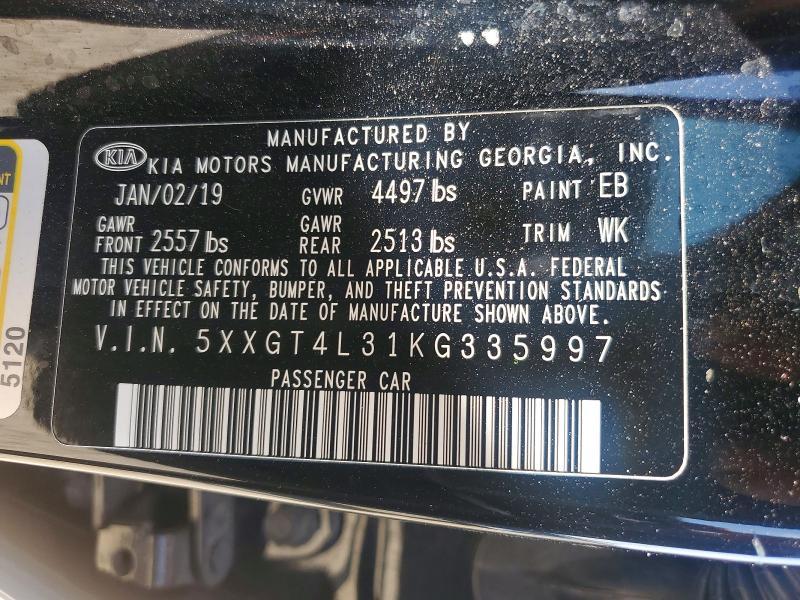 MANUFACTURED BY
KIA KIA MOTORS MANUFACTURING GEORGIA, INC.
JAN/02/19 GVWR 4497 lbs PAINT EB
GAWR FRONT 2557 lbs GAWR REAR 2513 lbs TRIM WK
THIS VEHICLE CONFORMS TO ALL APPLICABLE U.S.A. FEDERAL
MOTOR VEHICLE SAFETY, BUMPER, AND THEFT PREVENTION STANDARDS
IN EFFECT ON THE DATE OF MANUFACTURE SHOWN ABOVE.
V.I.N. 5XXGT4L31KG335997
PASSENGER CAR
5120